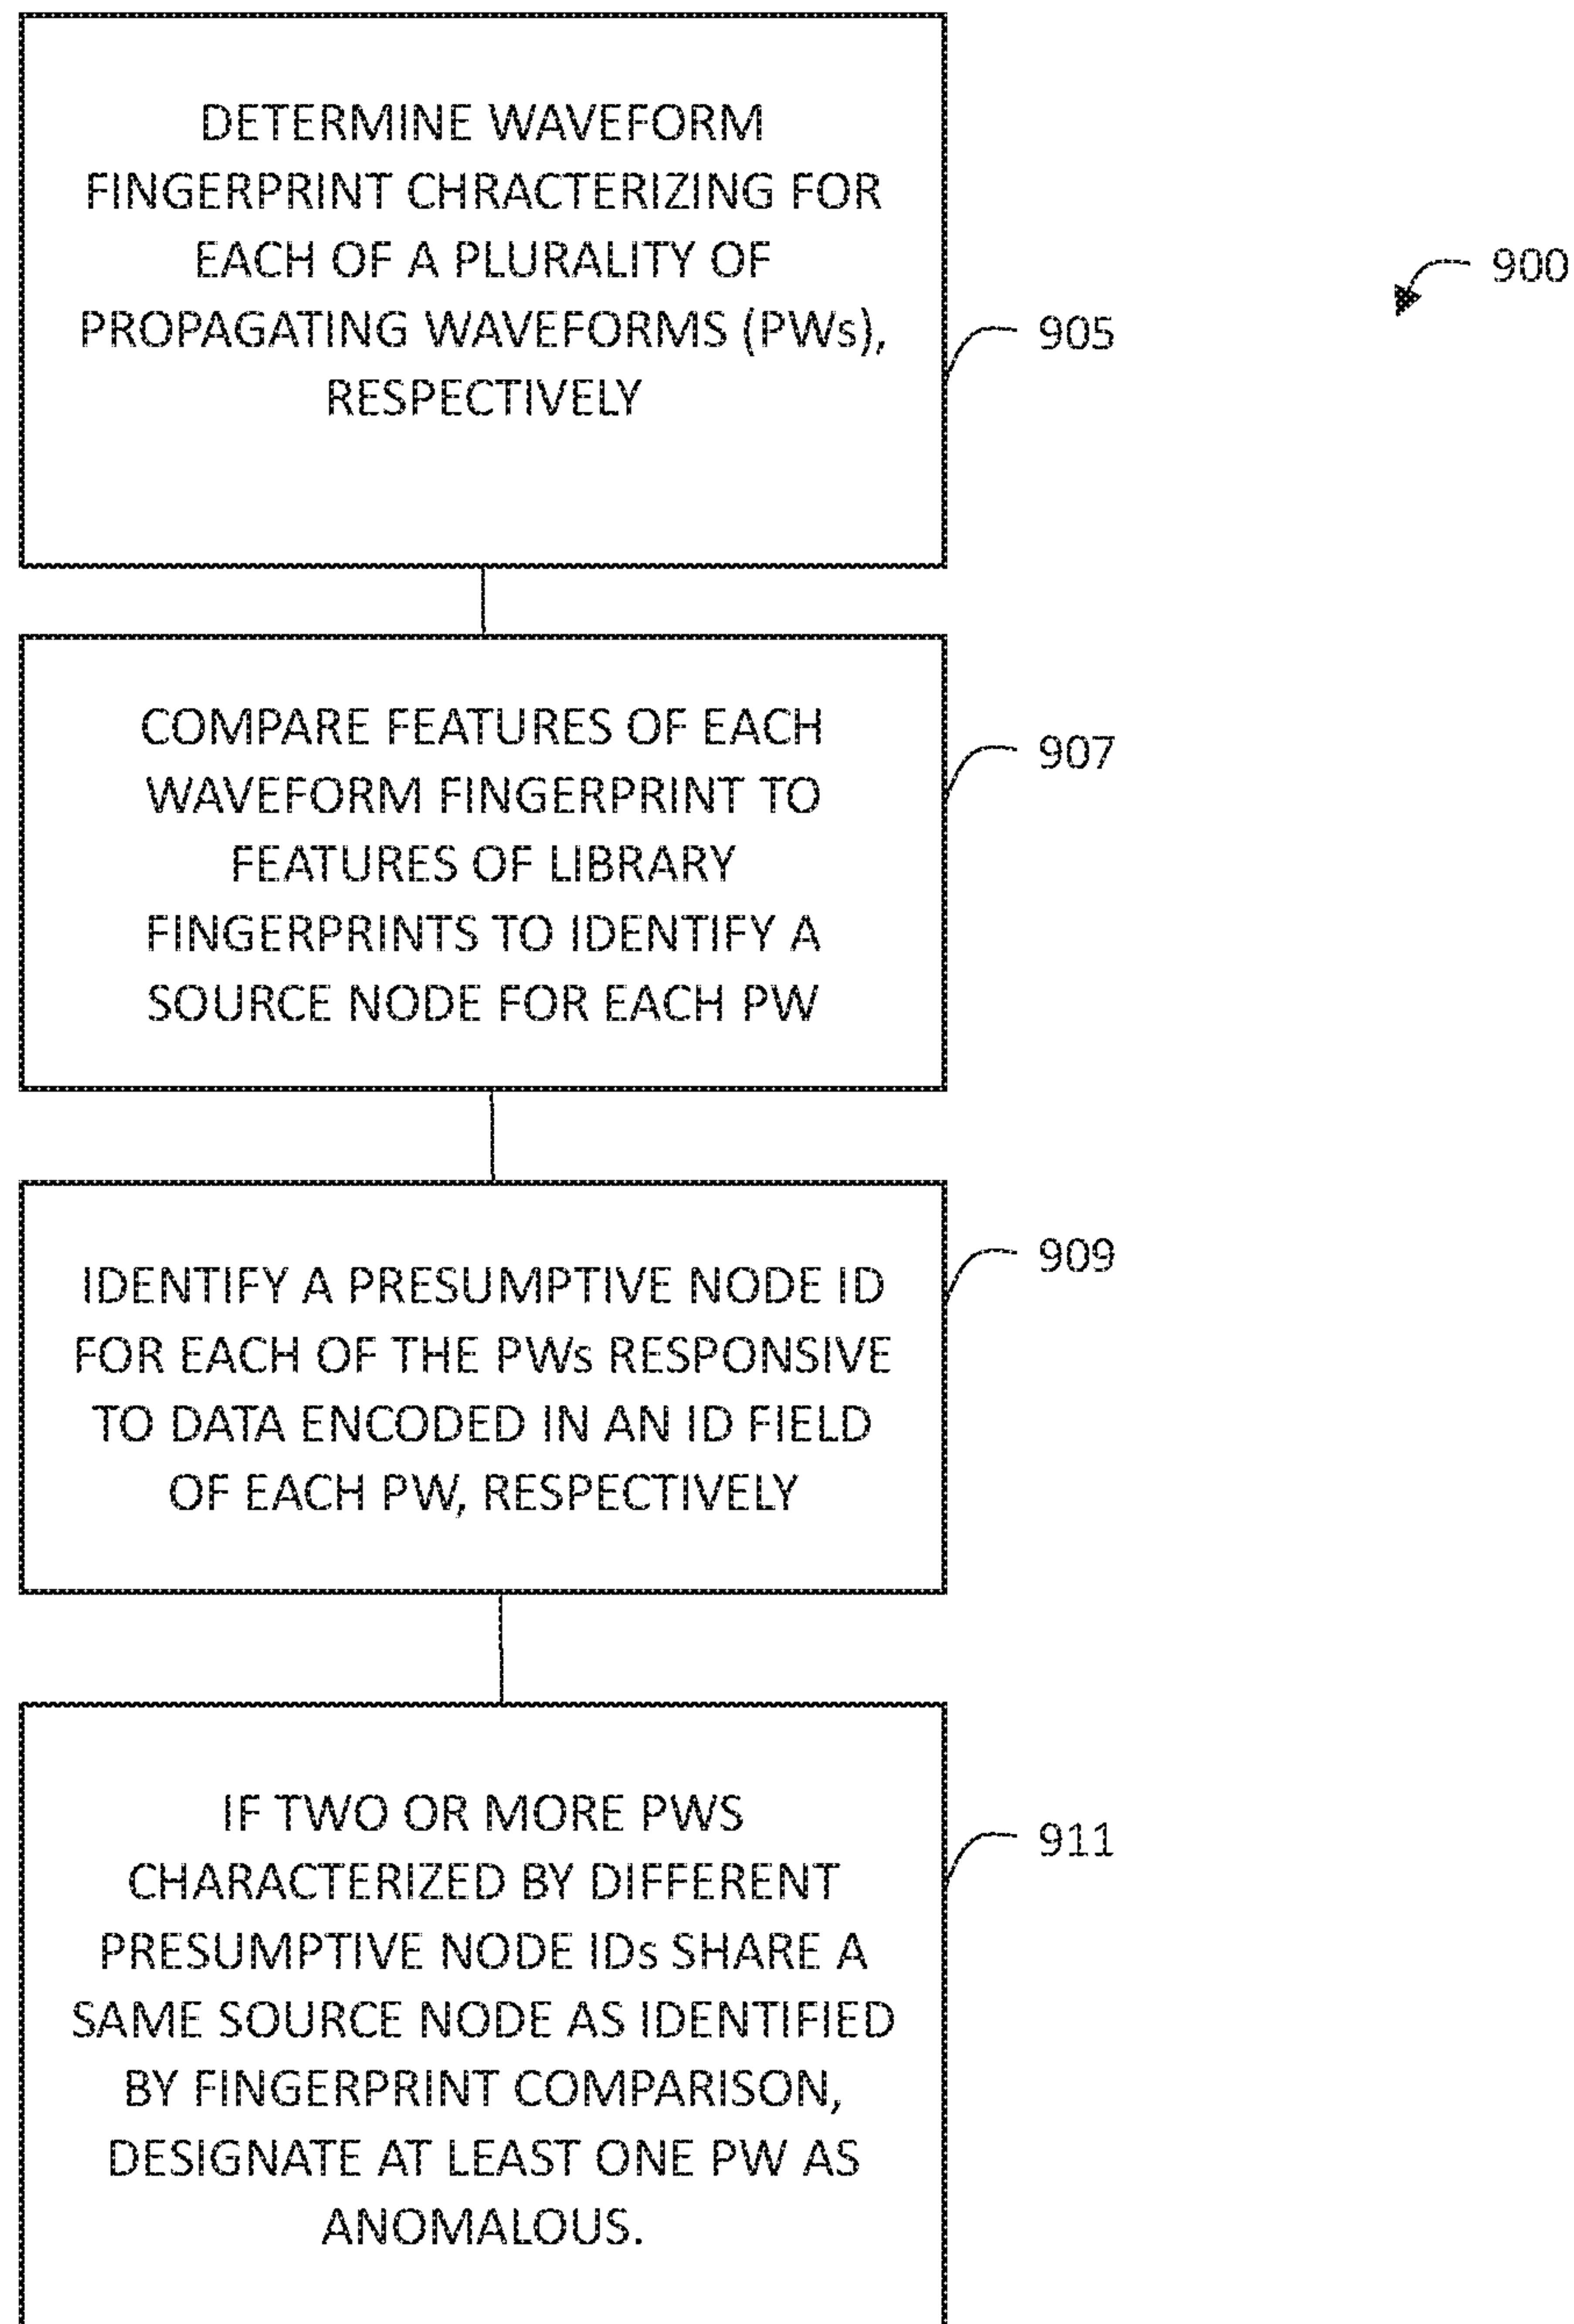 DETERMINE WAVEFORM
FINGERPRINT CHRACTERIZING FOR
EACH OF A PLURALITY OF
PROPAGATING WAVEFORMS (PWs),
RESPECTIVELY
900
905
COMPARE FEATURES OF EACH
WAVEFORM FINGERPRINT TO
FEATURES OF LIBRARY
FINGERPRINTS TO IDENTIFY A
SOURCE NODE FOR EACH PW
907
IDENTIFY A PRESUMPTIVE NODE ID
FOR EACH OF THE PWs RESPONSIVE
TO DATA ENCODED IN AN ID FIELD
OF EACH PW, RESPECTIVELY
909
IF TWO OR MORE PWS
CHARACTERIZED BY DIFFERENT
PRESUMPTIVE NODE IDs SHARE A
SAME SOURCE NODE AS IDENTIFIED
BY FINGERPRINT COMPARISON,
DESIGNATE AT LEAST ONE PW AS
ANOMALOUS.
911